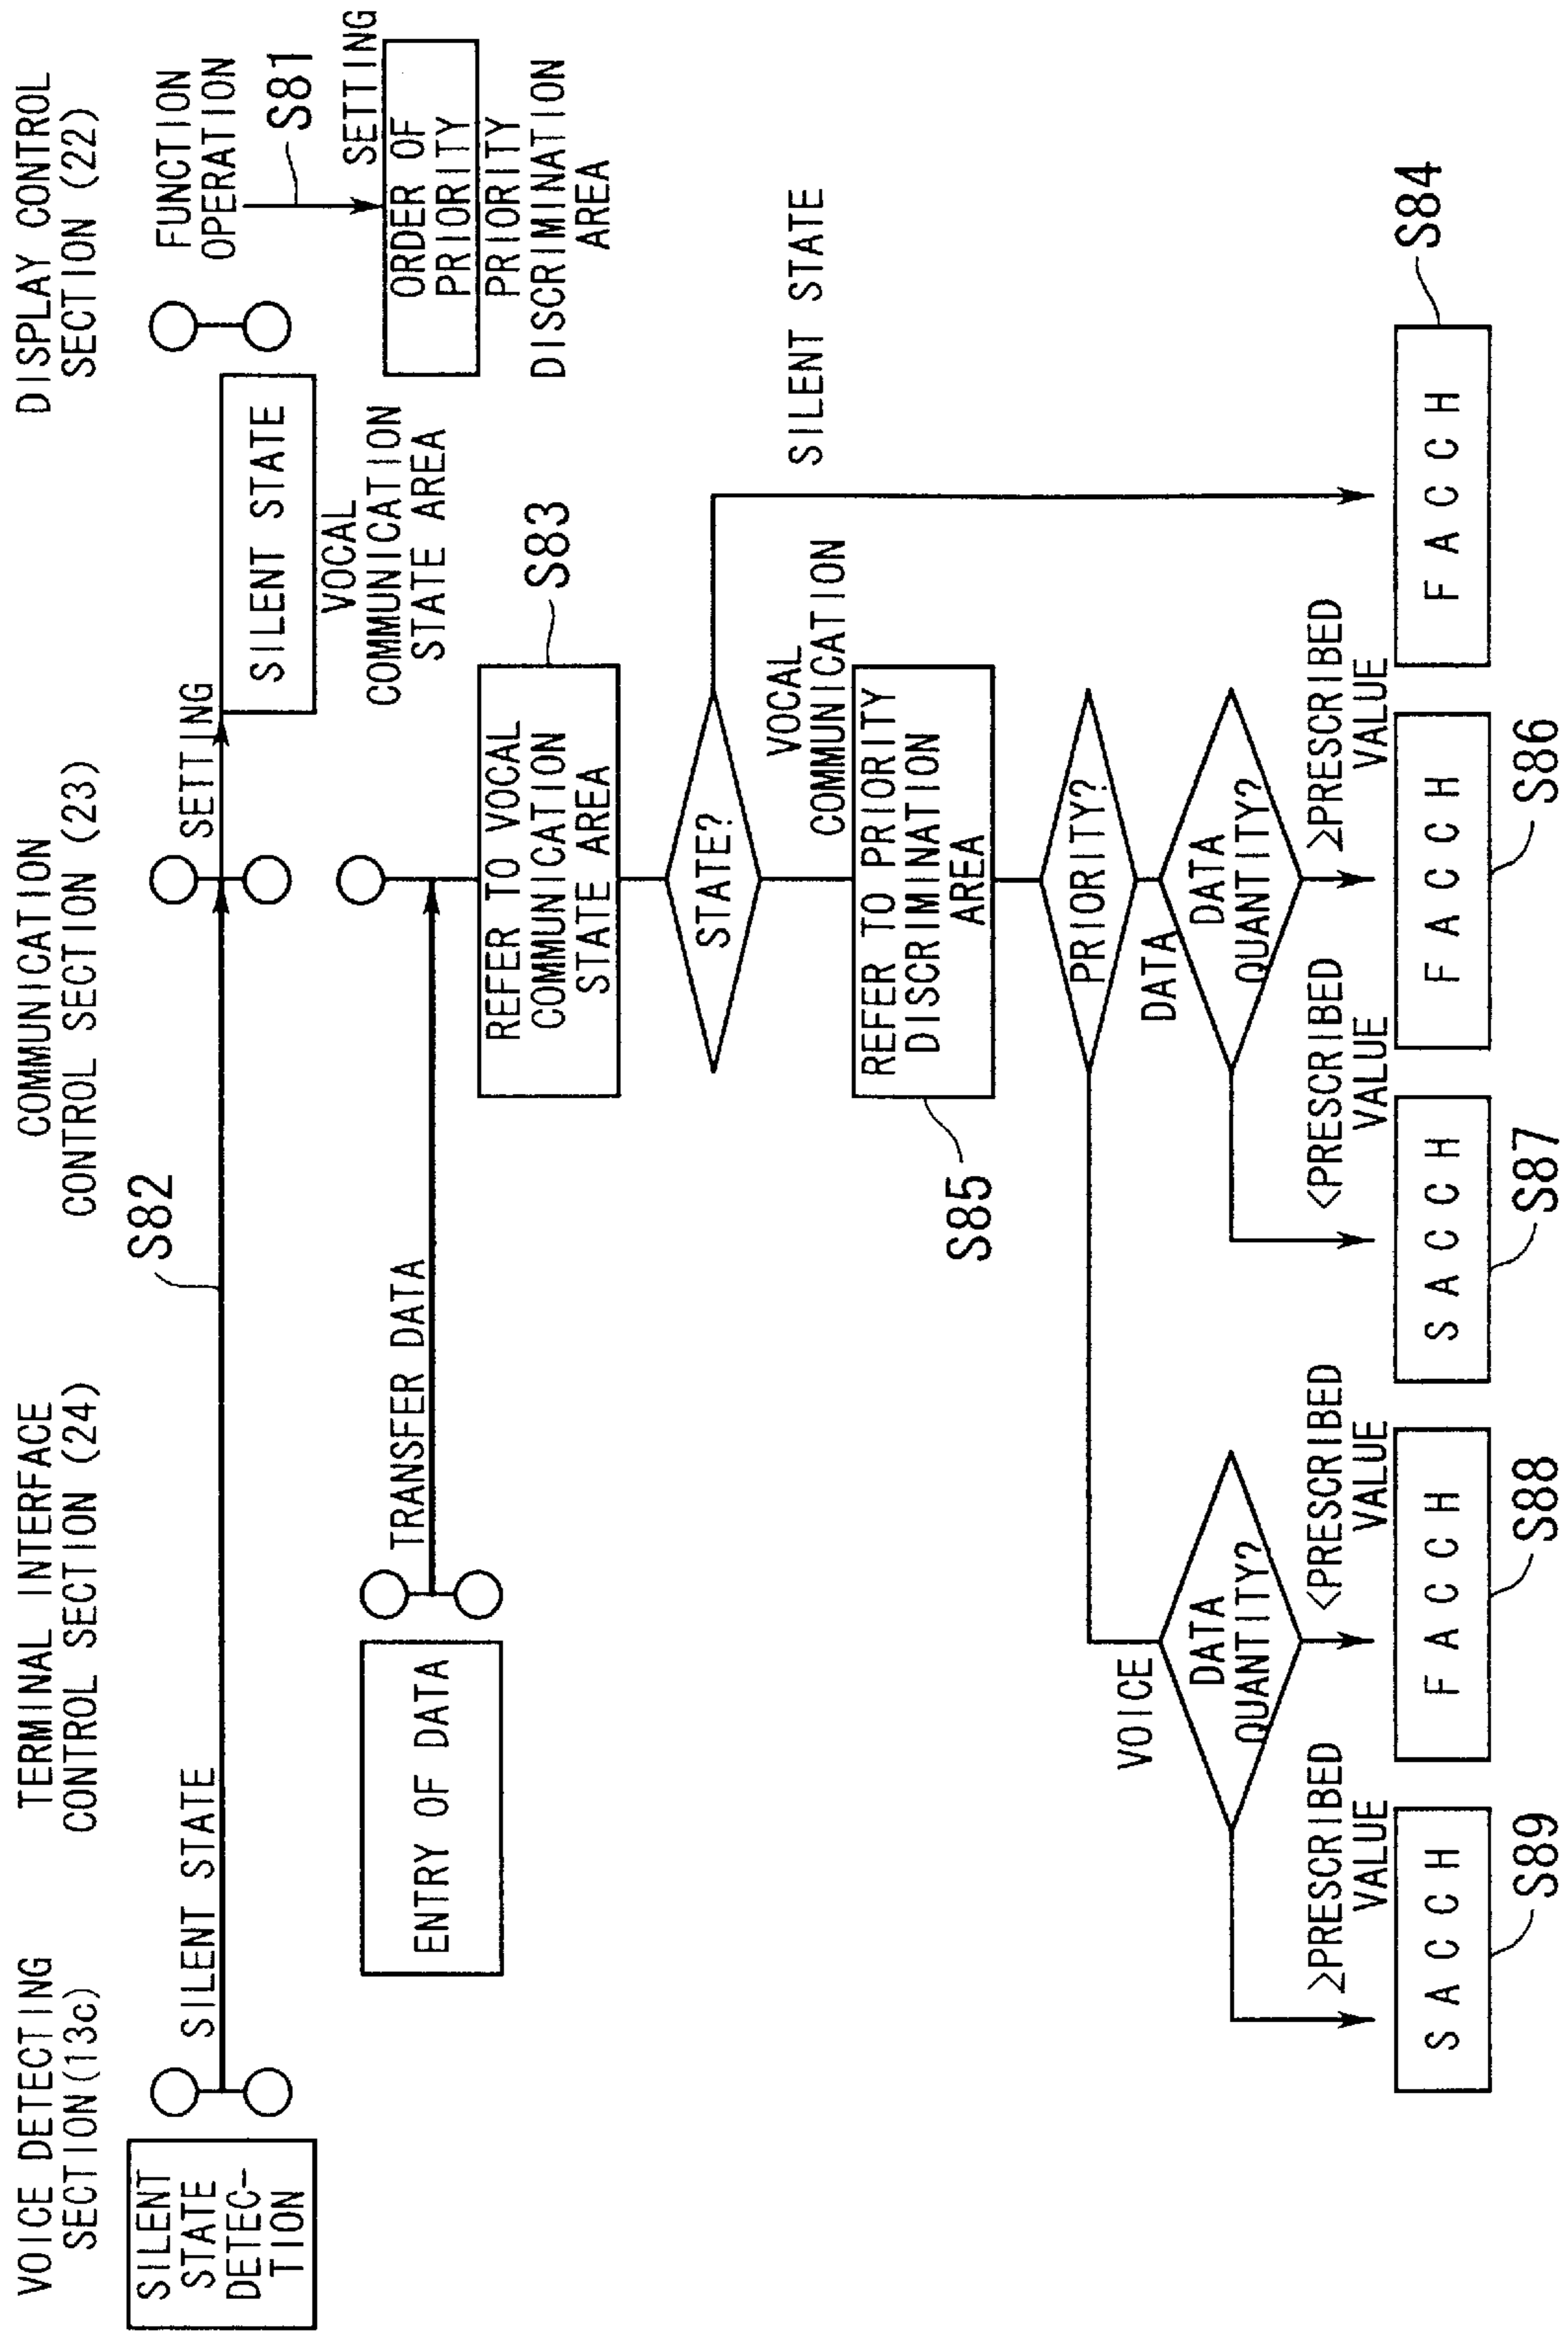 VOICE DETECTING
SECTION(13c)
TERMINAL INTERFACE
CONTROL SECTION (24)
COMMUNICATION
CONTROL SECTION (23)
DISPLAY CONTROL
SECTION (22)
SILENT
STATE
DETEC-
TION
SILENT STATE
S82
SETTING
SILENT STATE
VOCAL
COMMUNICATION
STATE AREA
FUNCTION
OPERATION
S81
SETTING
ORDER OF
PRIORITY
PRIORITY
DISCRIMINATION
AREA
ENTRY OF DATA
TRANSFER DATA
REFER TO VOCAL
COMMUNICATION
STATE AREA
S83
STATE?
SILENT STATE
VOCAL
COMMUNICATION
REFER TO PRIORITY
DISCRIMINATION
AREA
S85
PRIORITY?
VOICE
DATA
DATA
QUANTITY?
DATA
QUANTITY?
≥PRESCRIBED
VALUE
<PRESCRIBED
VALUE
<PRESCRIBED
VALUE
≥PRESCRIBED
VALUE
SACCH
FACCH
SACCH
FACCH
FACCH
S89
S88
S87
S86
S84